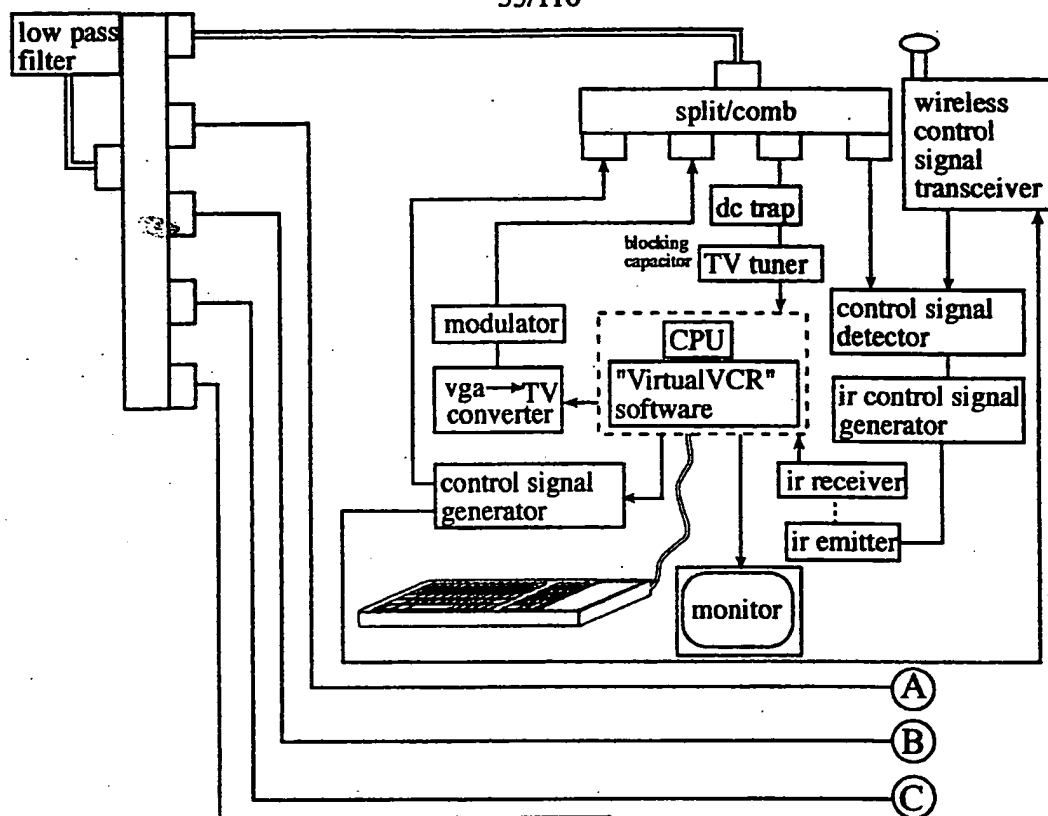 low pass
filter
split/comb
wireless
control
signal
transceiver
dc trap
blocking
capacitor
TV tuner
control signal
detector
modulator
CPU
"VirtualVCR"
software
vga→TV
converter
ir control signal
generator
control signal
generator
ir receiver
ir emitter
monitor
A
B
C